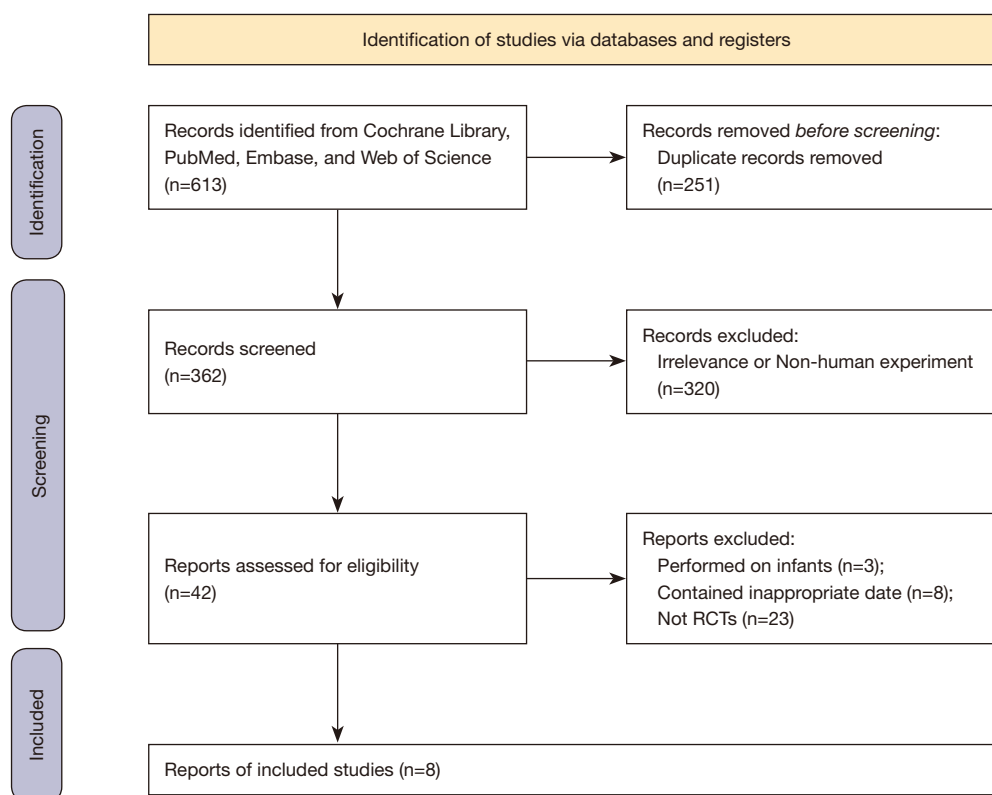 Identification of studies via databases and registers
Identification
Records identified from Cochrane Library,
PubMed, Embase, and Web of Science
(n=613)
Records removed before screening:
Duplicate records removed
(n=251)
Screening
Records screened
(n=362)
Records excluded:
Irrelevance or Non-human experiment
(n=320)
Reports assessed for eligibility
(n=42)
Reports excluded:
Performed on infants (n=3);
Contained inappropriate date (n=8);
Not RCTs (n=23)
Included
Reports of included studies (n=8)